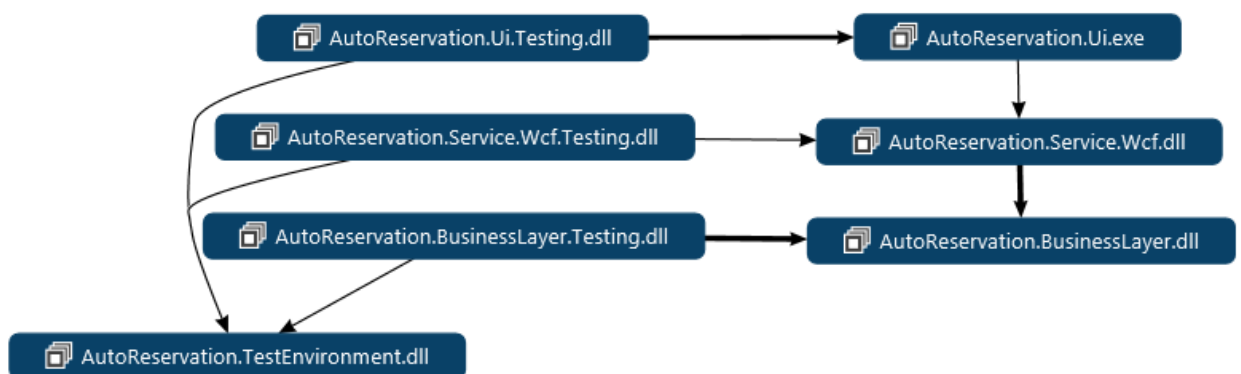 AutoReservation.Ui.Testing.dll
AutoReservation.Ui.exe
AutoReservation.Service.Wcf.Testing.dll
AutoReservation.Service.Wcf.dll
AutoReservation.BusinessLayer.Testing.dll
AutoReservation.BusinessLayer.dll
AutoReservation.TestEnvironment.dll